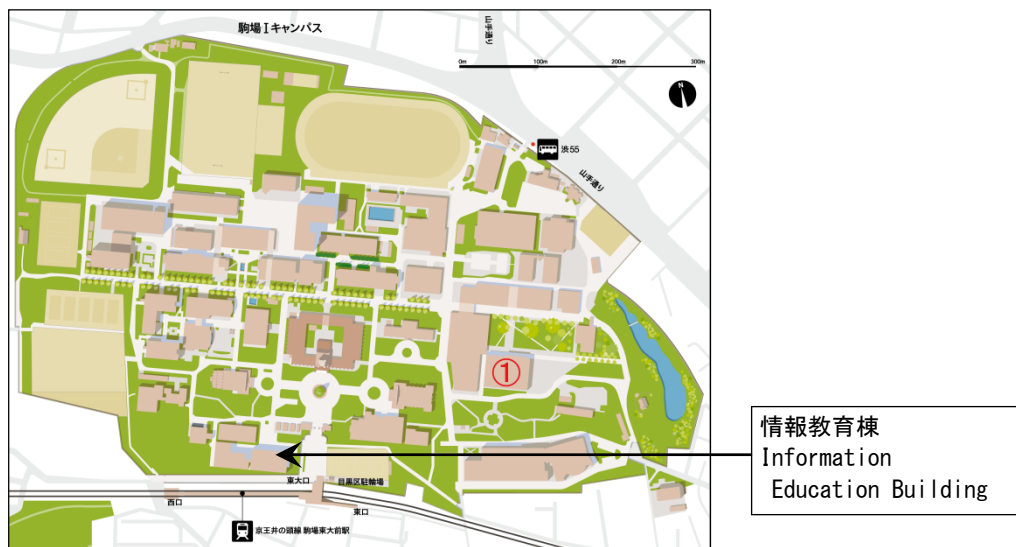 駒場Ⅰキャンパス
山手通り
0m 100m 200m 300m
N
渋55
山手通り
①
情報教育棟
Information
Education Building
東大口
目黒区駐輪場
西口
東口
京王井の頭線 駒場東大前駅